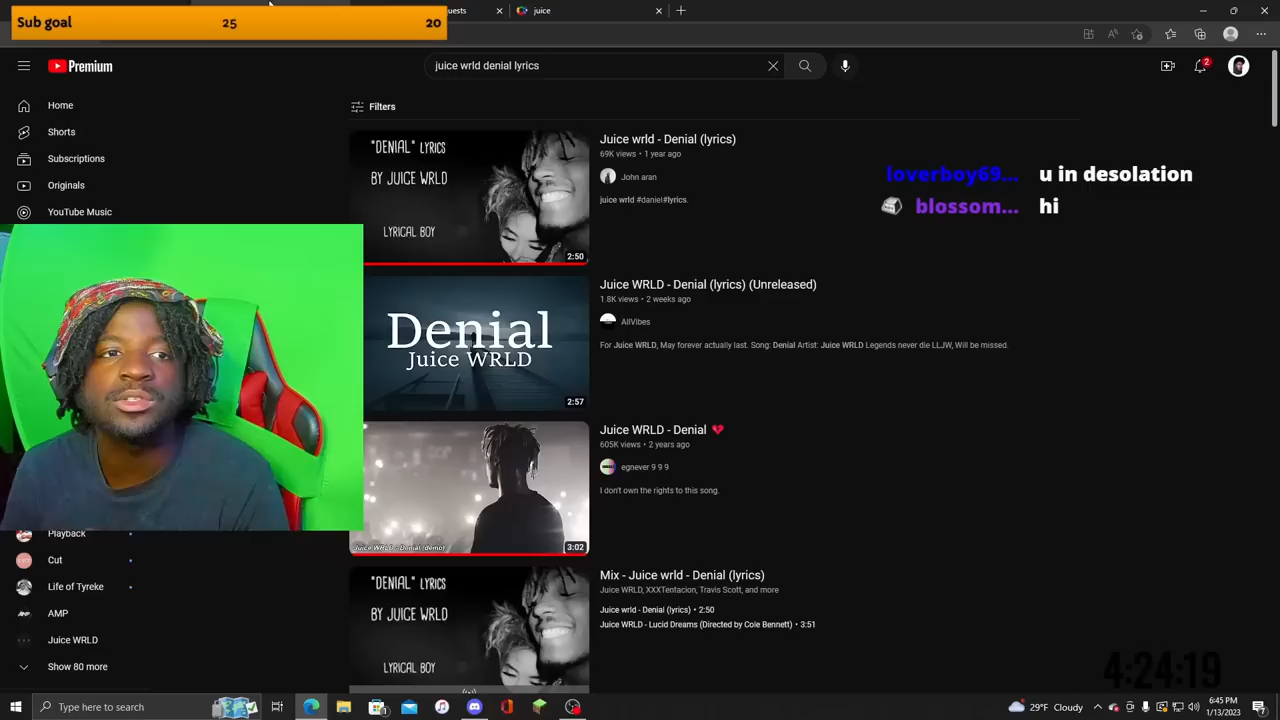 Sub goal 25 20
uests
juice
Premium
juice wrld denial lyrics
2
Home
Shorts
Subscriptions
Originals
YouTube Music
Playback
Cut
Life of Tyreke
AMP
Juice WRLD
Show 80 more
Filters
"DENIAL" LYRICS
BY JUICE WRLD
LYRICAL BOY
2:50
Juice wrld - Denial (lyrics)
69K views • 1 year ago
John aran
juice wrld #daniel#lyrics.
loverboy69... u in desolation
blossom... hi
Denial
Juice WRLD
2:57
Juice WRLD - Denial (lyrics) (Unreleased)
1.8K views • 2 weeks ago
AllVibes
For Juice WRLD, May forever actually last. Song: Denial Artist: Juice WRLD Legends never die LLJW, Will be missed.
Juice WRLD - Denial (demo)
3:02
Juice WRLD - Denial 💔
605K views • 2 years ago
egnever 9 9 9
I don't own the rights to this song.
"DENIAL" LYRICS
BY JUICE WRLD
LYRICAL BOY
Mix - Juice wrld - Denial (lyrics)
Juice WRLD, XXXTentacion, Travis Scott, and more
Juice wrld - Denial (lyrics) • 2:50
Juice WRLD - Lucid Dreams (Directed by Cole Bennett) • 3:51
4:24:19
Type here to search
29°F Cloudy
6:45 PM
1/13/2023